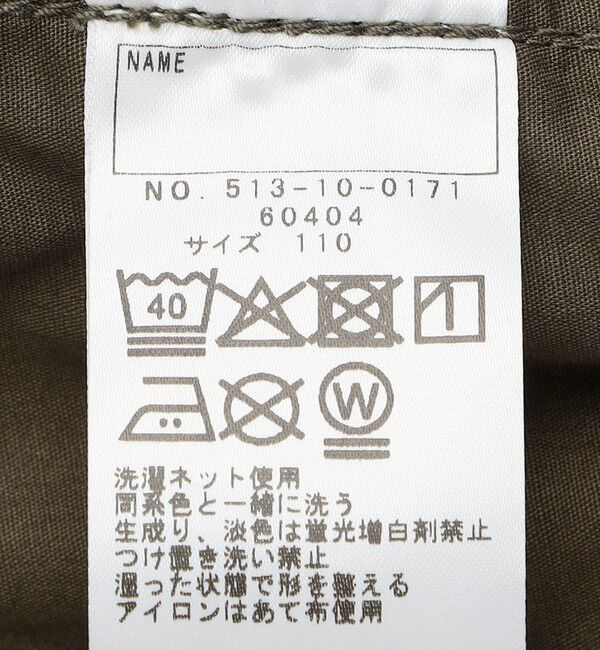 NAME
NO. 513-10-0171
60404
サイズ 110
40
W
洗濯ネット使用
同系色と一緒に洗う
生成り、淡色は蛍光増白剤禁止
つけ置き洗い禁止
湿った状態で形を整える
アイロンはあて布使用